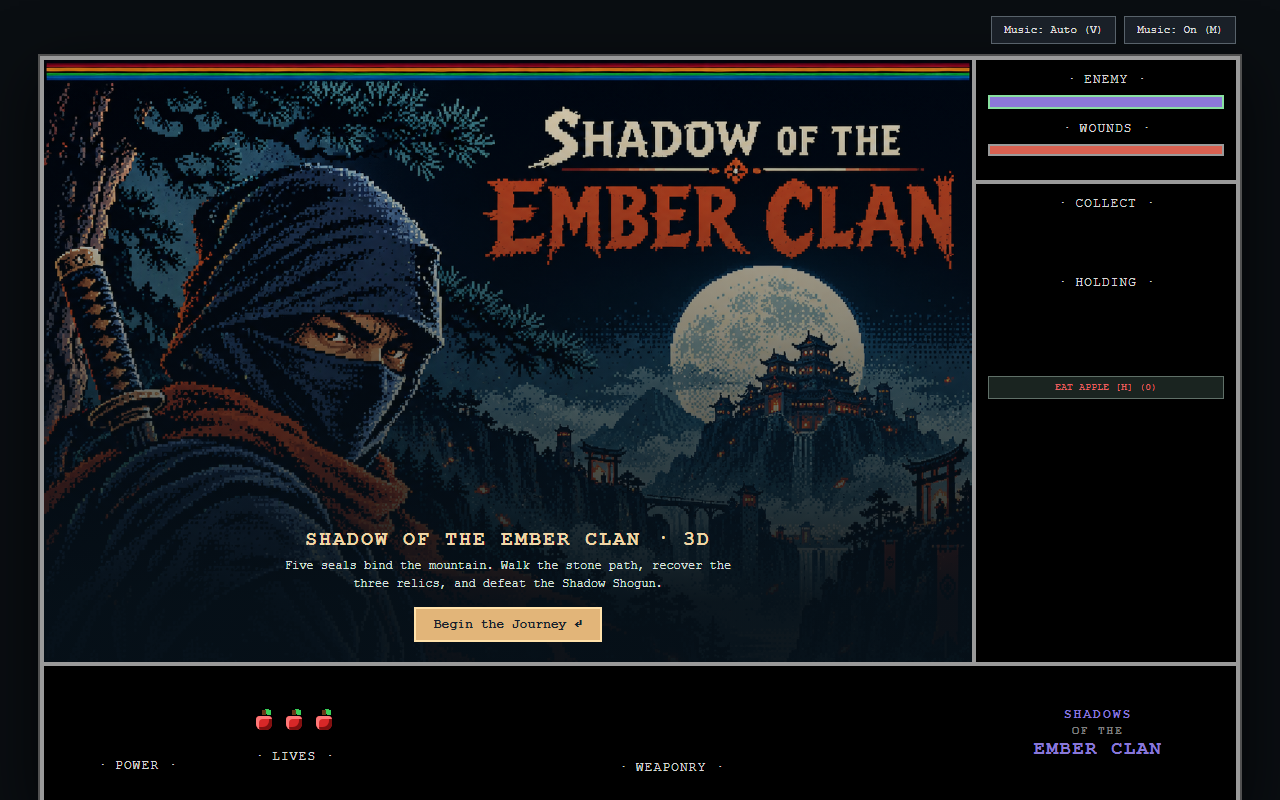 Music: Auto (V)
Music: On (M)
SHADOW OF THE
EMBER CLAN
· ENEMY ·
· WOUNDS ·
· COLLECT ·
· HOLDING ·
EAT APPLE [H] (0)
SHADOW OF THE EMBER CLAN · 3D
Five seals bind the mountain. Walk the stone path, recover the
three relics, and defeat the Shadow Shogun.
Begin the Journey ↲
· POWER ·
· LIVES ·
· WEAPONRY ·
SHADOWS
OF THE
EMBER CLAN